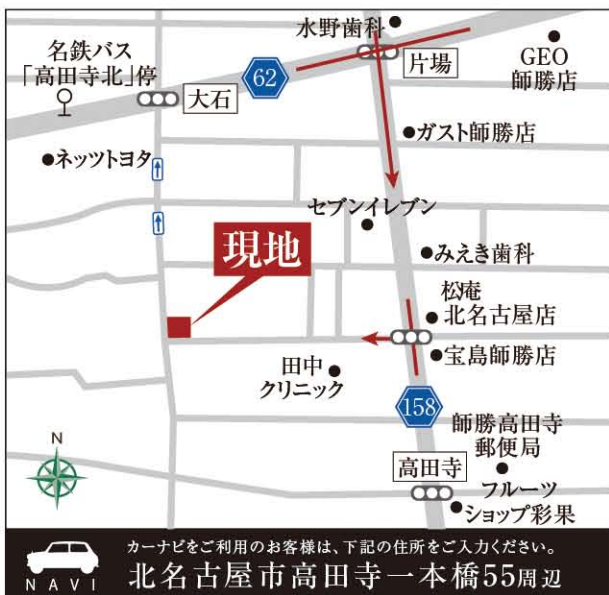 水野歯科
名鉄バス
「高田寺北」停
62
片場
GEO
師勝店
大石
ガスト師勝店
ネッツトヨタ
セブンイレブン
現地
みえき歯科
松庵
北名古屋店
宝島師勝店
田中
クリニック
158
師勝高田寺
郵便局
高田寺
フルーツ
ショップ彩果
N
カーナビをご利用のお客様は、下記の住所をご入力ください。
NAVI
北名古屋市高田寺一本橋55周辺